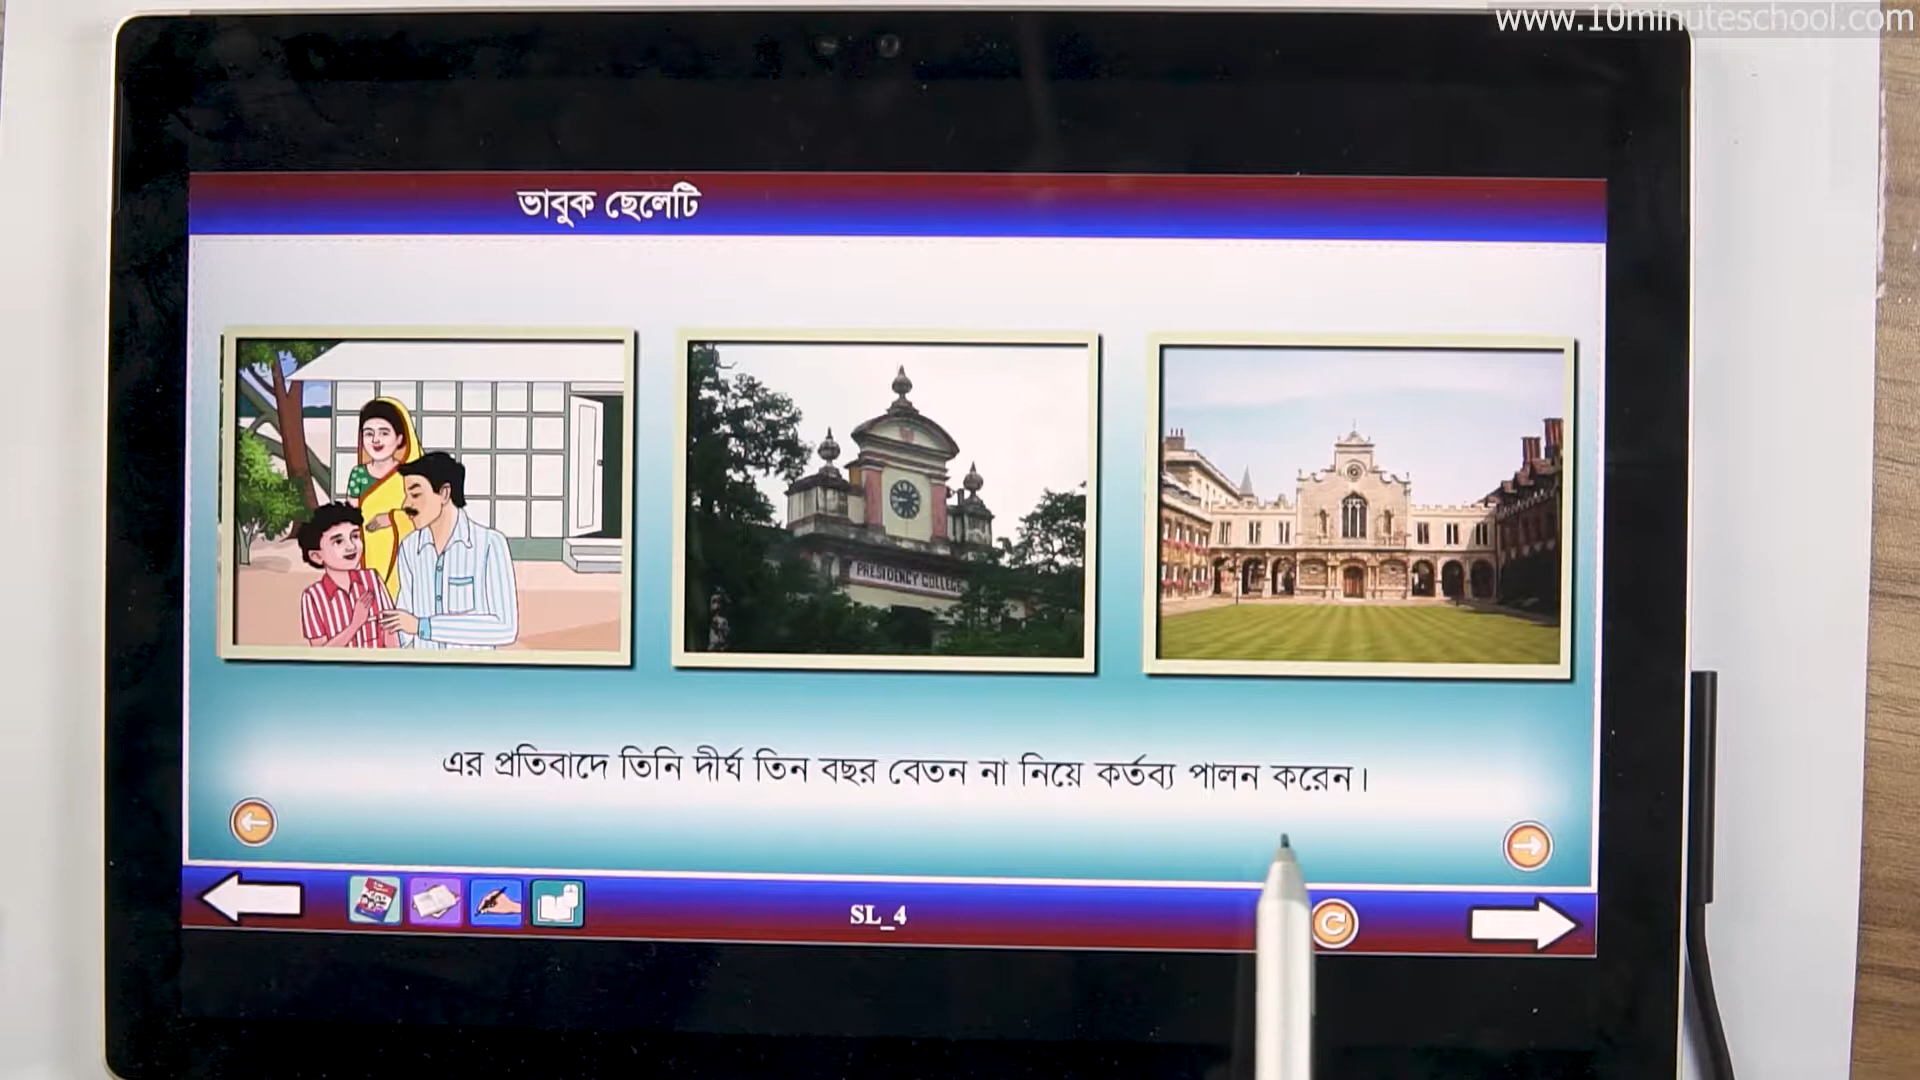 www.10minuteschool.com
ভাবুক ছেলেটি
PRESIDENCY COLLEGE
এর প্রতিবাদে তিনি দীর্ঘ তিন বছর বেতন না নিয়ে কর্তব্য পালন করেন।
SL_4